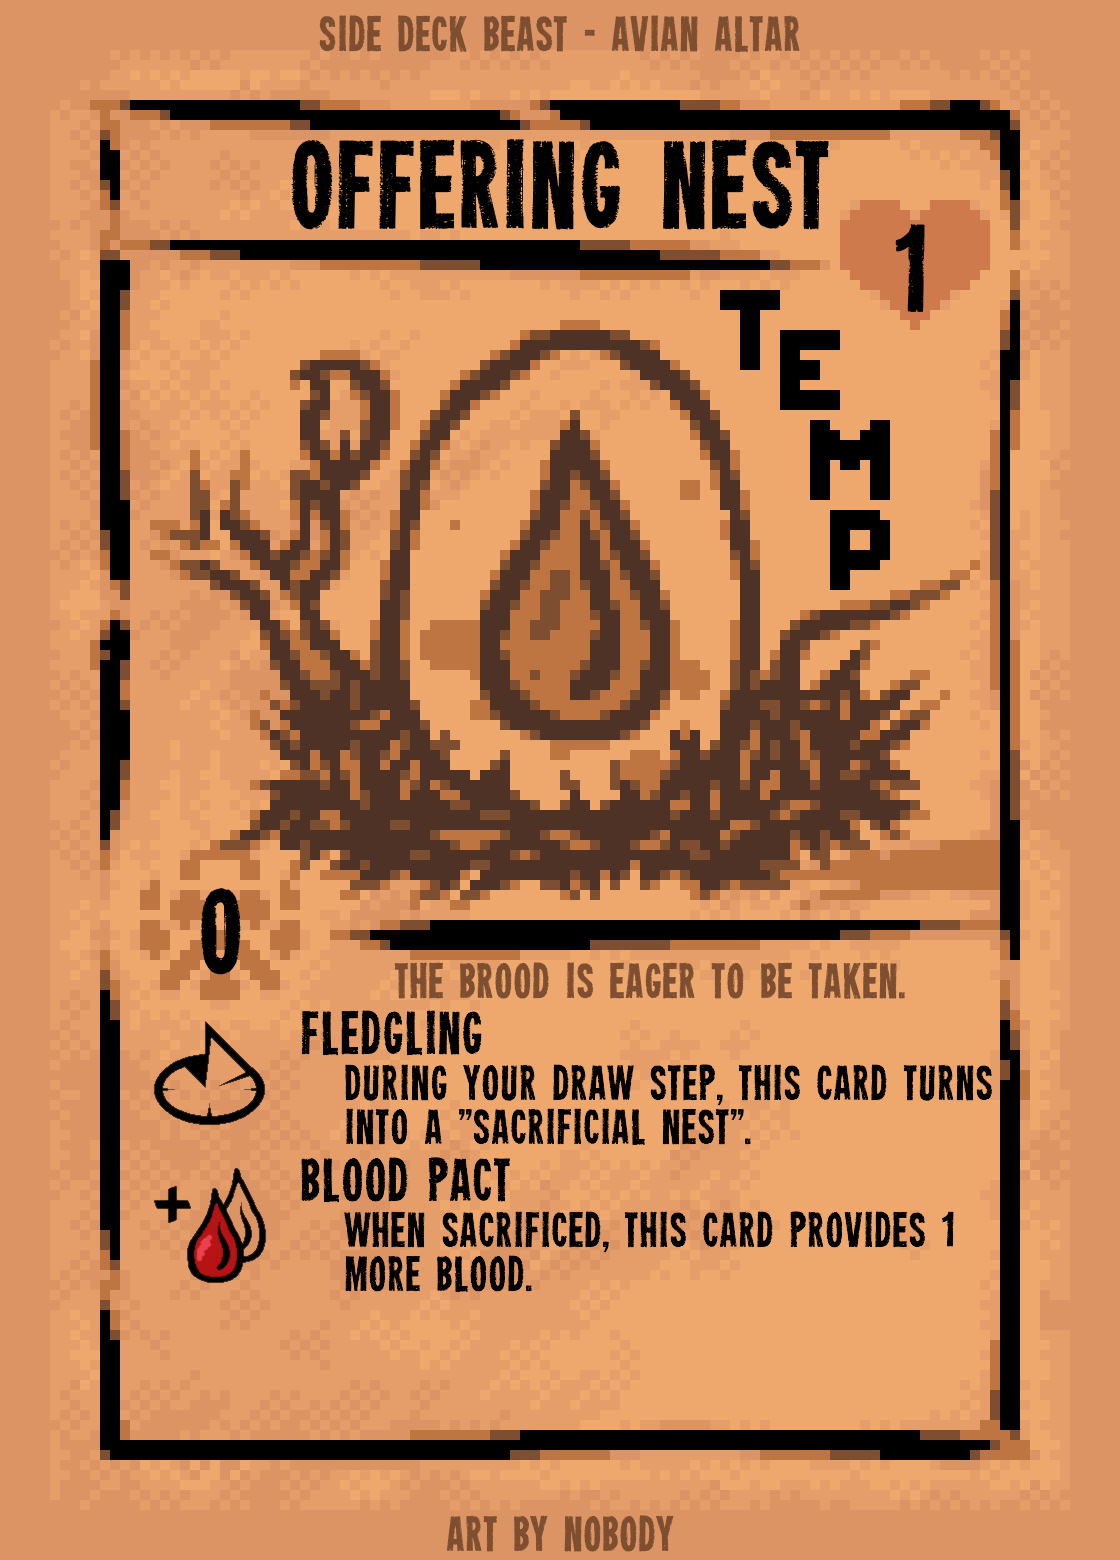 SIDE DECK BEAST - AVIAN ALTAR
OFFERING NEST
1
TEMP
0
THE BROOD IS EAGER TO BE TAKEN.
FLEDGLING
DURING YOUR DRAW STEP, THIS CARD TURNS
INTO A "SACRIFICIAL NEST".
BLOOD PACT
WHEN SACRIFICED, THIS CARD PROVIDES 1
MORE BLOOD.
ART BY NOBODY